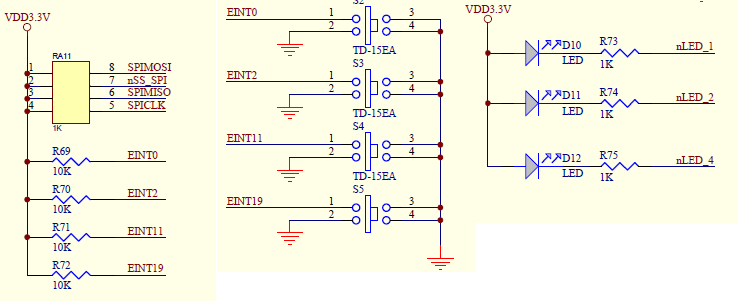 VDD3.3V
RA11
1 8 SPIMOSI
2 7 nSS_SPI
3 6 SPIMISO
4 5 SPICLK
1K
R69 EINT0
10K
R70 EINT2
10K
R71 EINT11
10K
R72 EINT19
10K
S2
EINT0 1 3
2 4
TD-15EA
S3
EINT2 1 3
2 4
TD-15EA
S4
EINT11 1 3
2 4
TD-15EA
S5
EINT19 1 3
2 4
VDD3.3V
D10 R73 nLED_1
LED 1K
D11 R74 nLED_2
LED 1K
D12 R75 nLED_4
LED 1K